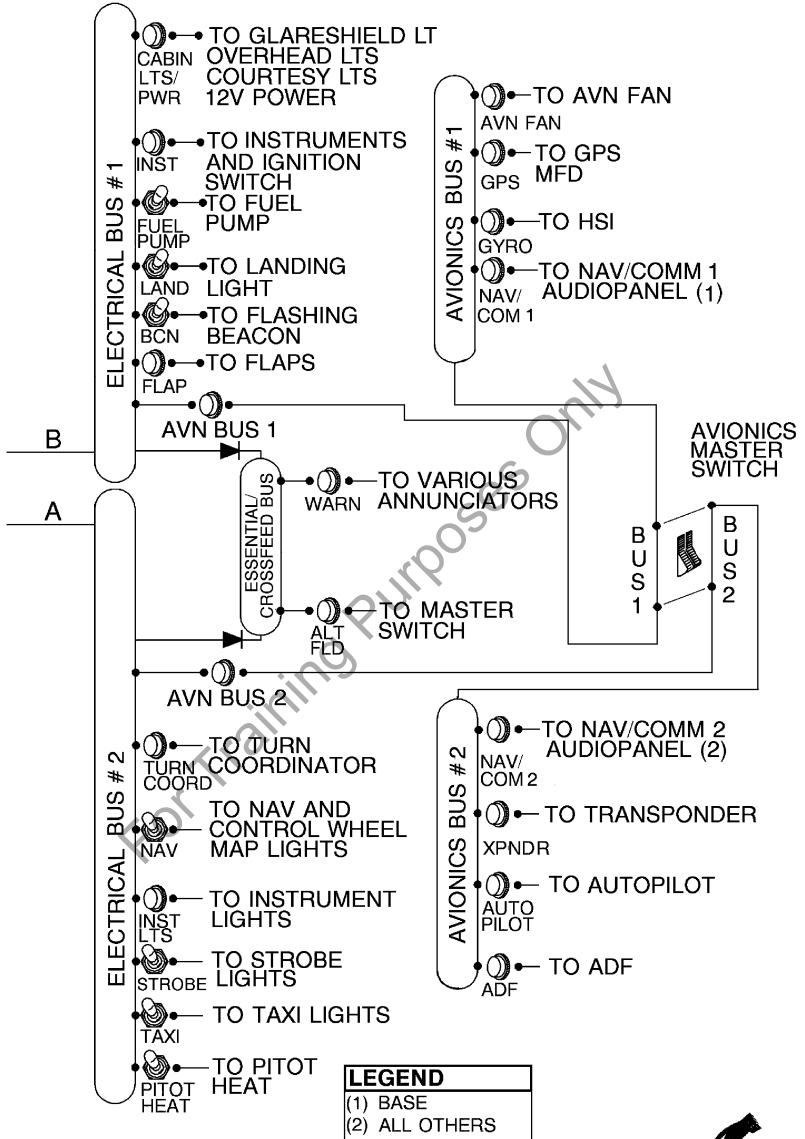 ELECTRICAL BUS #1
CABIN
LTS/
PWR
TO GLARESHIELD LT
OVERHEAD LTS
COURTESY LTS
12V POWER
INST
TO INSTRUMENTS
AND IGNITION
SWITCH
FUEL
PUMP
TO FUEL
PUMP
LAND
TO LANDING
LIGHT
BCN
TO FLASHING
BEACON
FLAP
TO FLAPS
AVN BUS 1
B
A
AVIONICS BUS #1
AVN FAN
TO AVN FAN
GPS
TO GPS
MFD
GYRO
TO HSI
NAV/
COM 1
TO NAV/COMM 1
AUDIOPANEL (1)
ESSENTIAL/
CROSSFEED BUS
WARN
TO VARIOUS
ANNUNCIATORS
ALT
FLD
TO MASTER
SWITCH
AVIONICS
MASTER
SWITCH
BUS 1
BUS 2
AVN BUS 2
ELECTRICAL BUS #2
TURN
COORD
TO TURN
COORDINATOR
NAV
TO NAV AND
CONTROL WHEEL
MAP LIGHTS
INST
LTS
TO INSTRUMENT
LIGHTS
STROBE
TO STROBE
LIGHTS
TAXI
TO TAXI LIGHTS
PITOT
HEAT
TO PITOT
HEAT
AVIONICS BUS #2
NAV/
COM 2
TO NAV/COMM 2
AUDIOPANEL (2)
XPNDR
TO TRANSPONDER
AUTO
PILOT
TO AUTOPILOT
ADF
TO ADF
LEGEND
(1) BASE
(2) ALL OTHERS
For Training Purposes Only